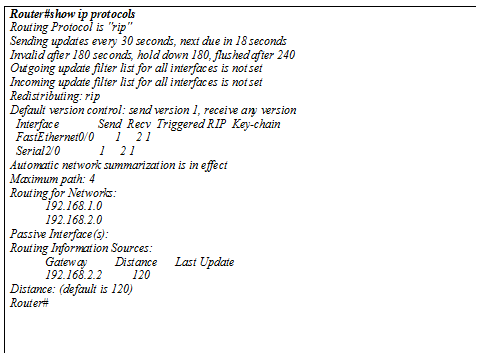 Router#show ip protocols
Routing Protocol is "rip"
Sending updates every 30 seconds, next due in 18 seconds
Invalid after 180 seconds, hold down 180, flushed after 240
Outgoing update filter list for all interfaces is not set
Incoming update filter list for all interfaces is not set
Redistributing: rip
Default version control: send version 1, receive any version
Interface Send Recv Triggered RIP Key-chain
FastEthernet0/0 1 2 1
Serial2/0 1 2 1
Automatic network summarization is in effect
Maximum path: 4
Routing for Networks:
192.168.1.0
192.168.2.0
Passive Interface(s):
Routing Information Sources:
Gateway Distance Last Update
192.168.2.2 120
Distance: (default is 120)
Router#